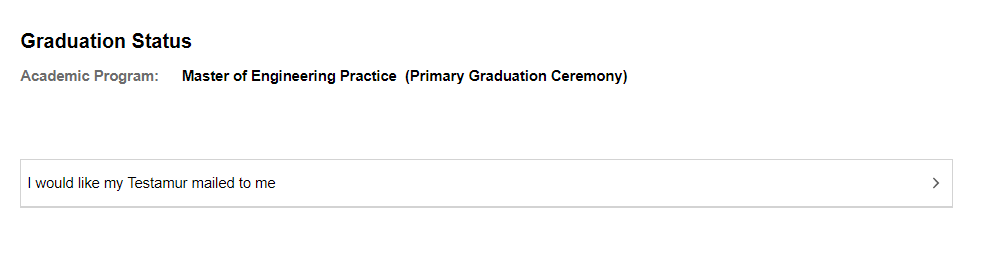 Graduation Status
Academic Program: Master of Engineering Practice (Primary Graduation Ceremony)
I would like my Testamur mailed to me